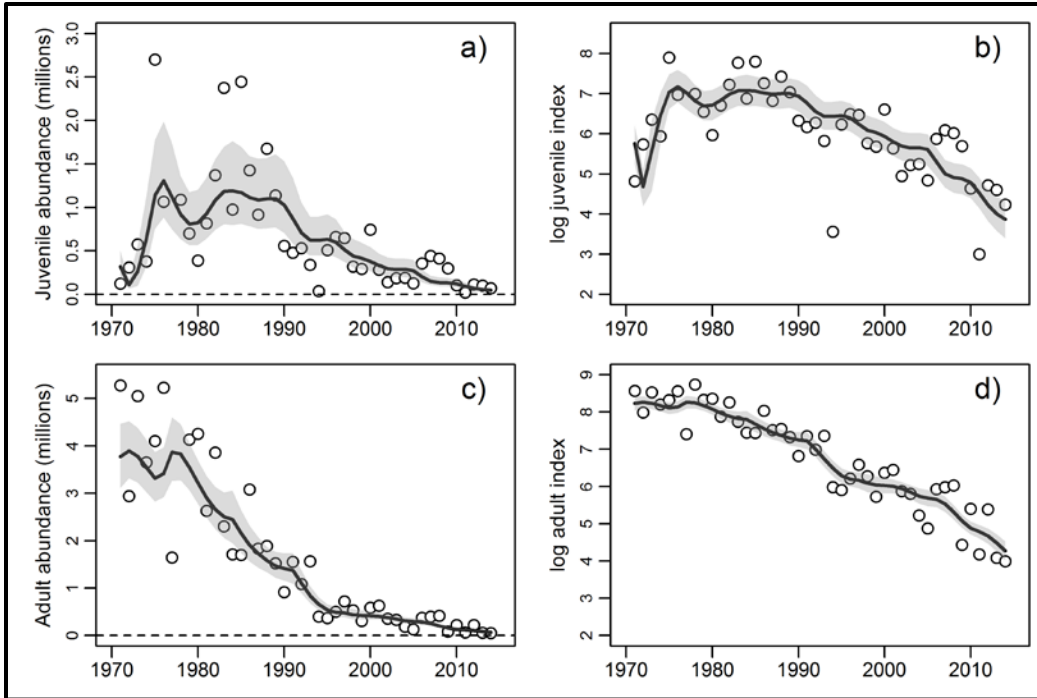 a)
Juvenile abundance (millions)
3.0
2.5
2.0
1.5
1.0
0.5
0.0
1970 1980 1990 2000 2010
b)
log juvenile index
8
7
6
5
4
3
2
1970 1980 1990 2000 2010
c)
Adult abundance (millions)
5
4
3
2
1
0
1970 1980 1990 2000 2010
d)
log adult index
9
8
7
6
5
4
3
2
1970 1980 1990 2000 2010